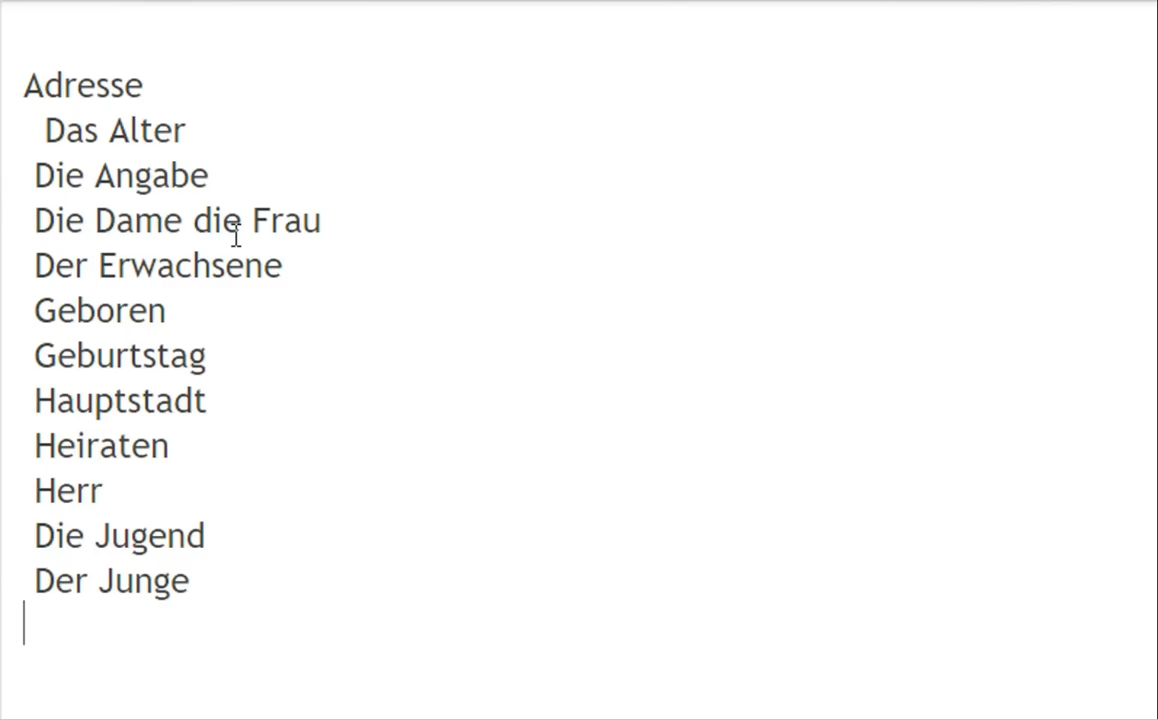 Adresse
Das Alter
Die Angabe
Die Dame die Frau
Der Erwachsene
Geboren
Geburtstag
Hauptstadt
Heiraten
Herr
Die Jugend
Der Junge